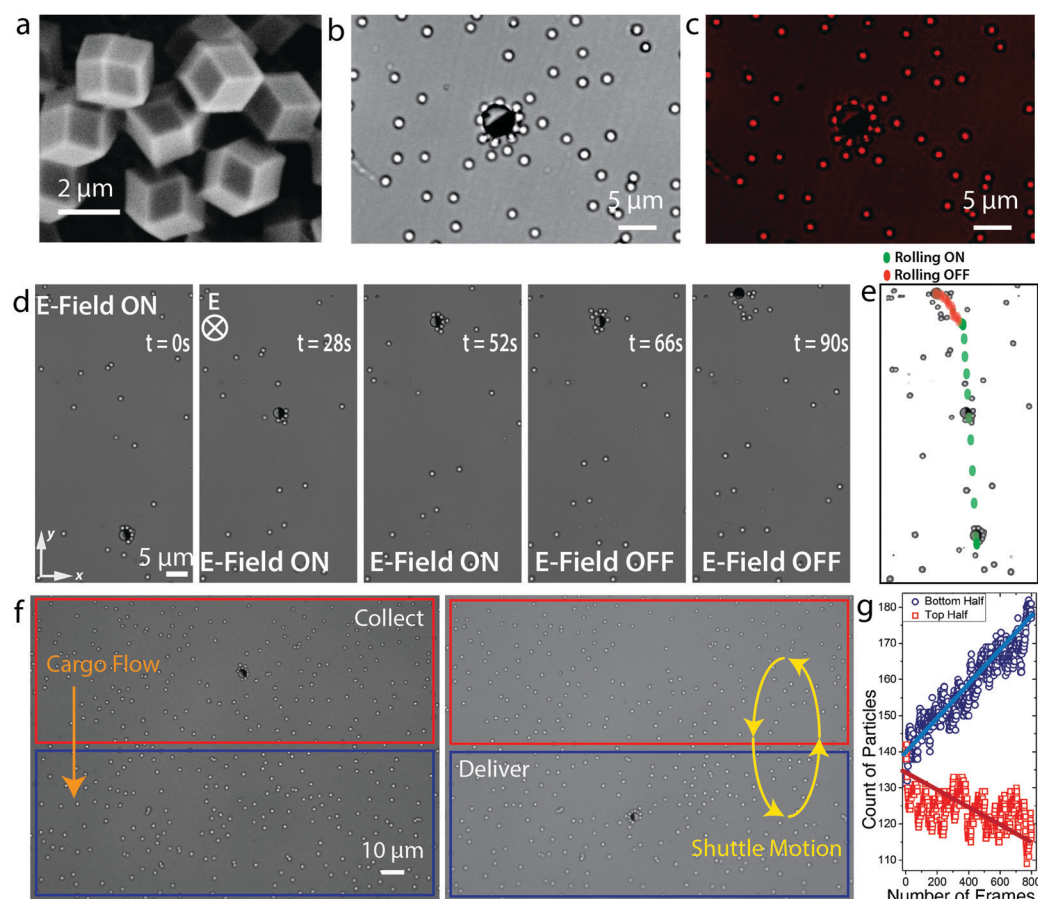 a
2 µm
b
5 µm
c
5 µm
Rolling ON
Rolling OFF
d
E-Field ON
t = 0s
5 µm
y
x
E
t = 28s
E-Field ON
t = 52s
E-Field ON
t = 66s
E-Field OFF
t = 90s
E-Field OFF
e
f
Collect
Cargo Flow
10 µm
Deliver
Shuttle Motion
g
Bottom Half
Top Half
Count of Particles
180
170
160
150
140
130
120
110
0 200 400 600 800
Number of Frames